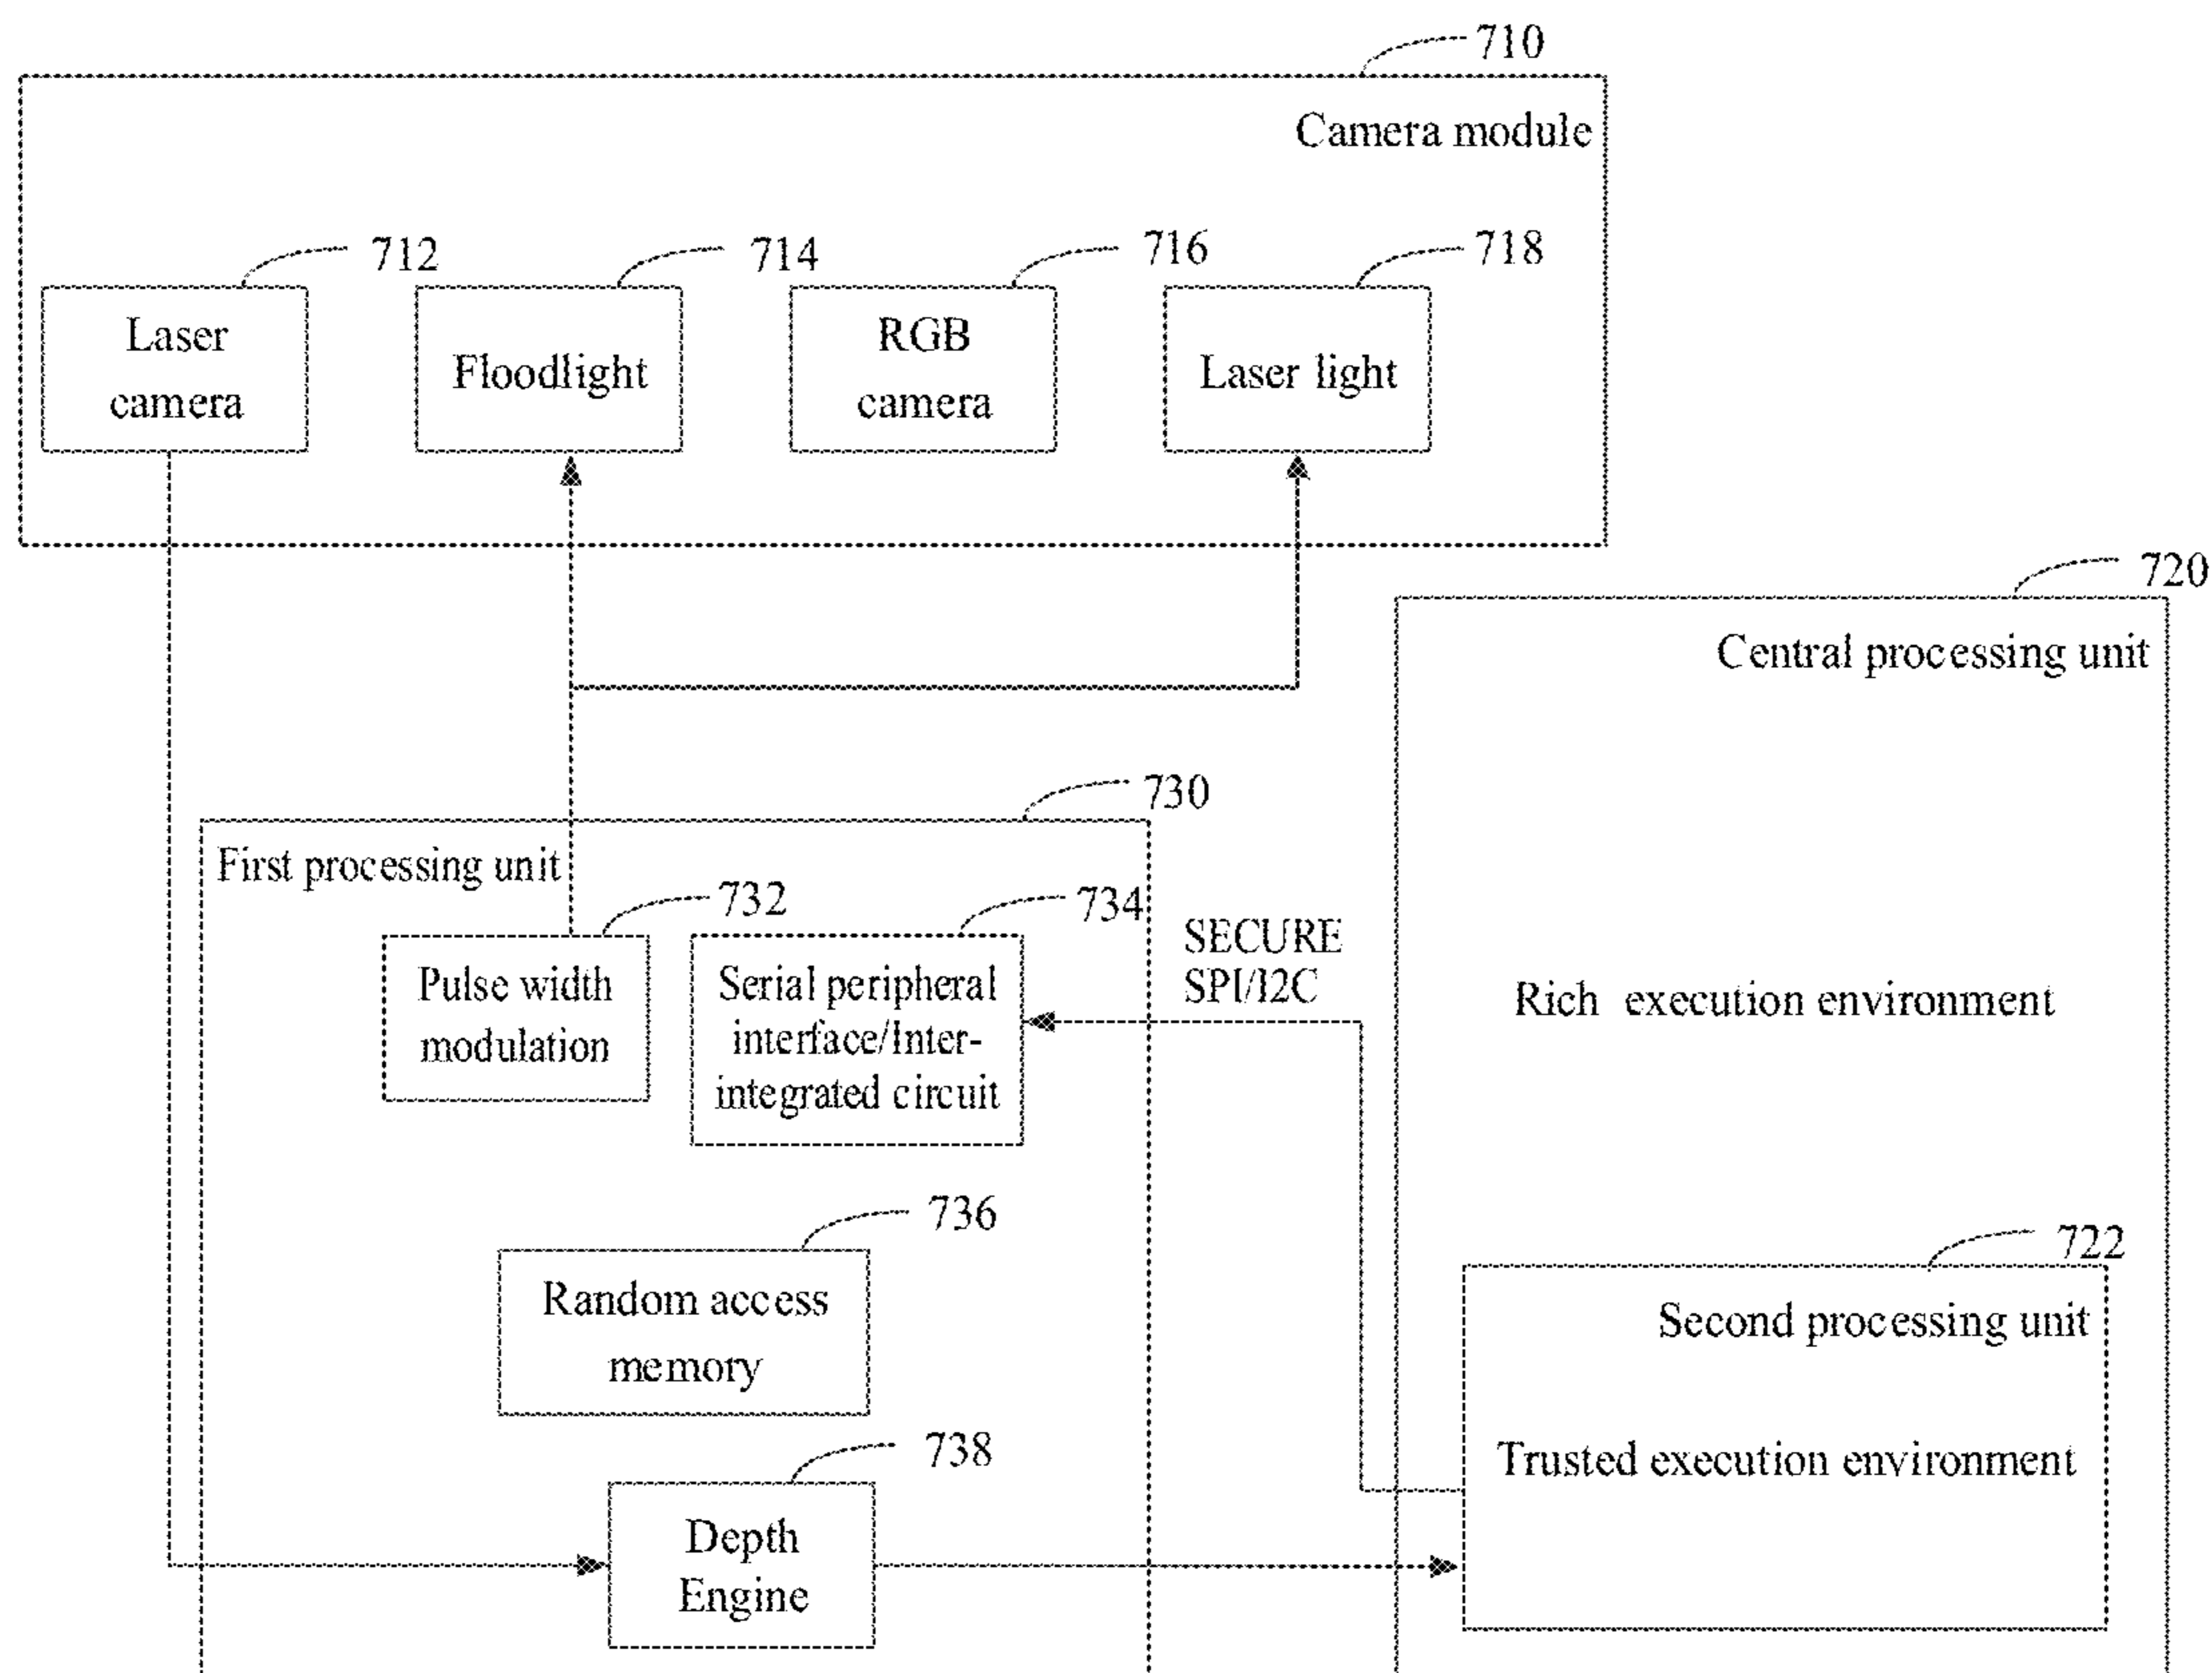 710
Camera module
712
714
716
718
Laser
camera
Floodlight
RGB
camera
Laser light
720
Central processing unit
730
First processing unit
732
734
Pulse width
modulation
Serial peripheral
interface/Inter-
integrated circuit
SECURE
SPI/I2C
Rich execution environment
736
Random access
memory
722
Second processing unit
Trusted execution environment
738
Depth
Engine